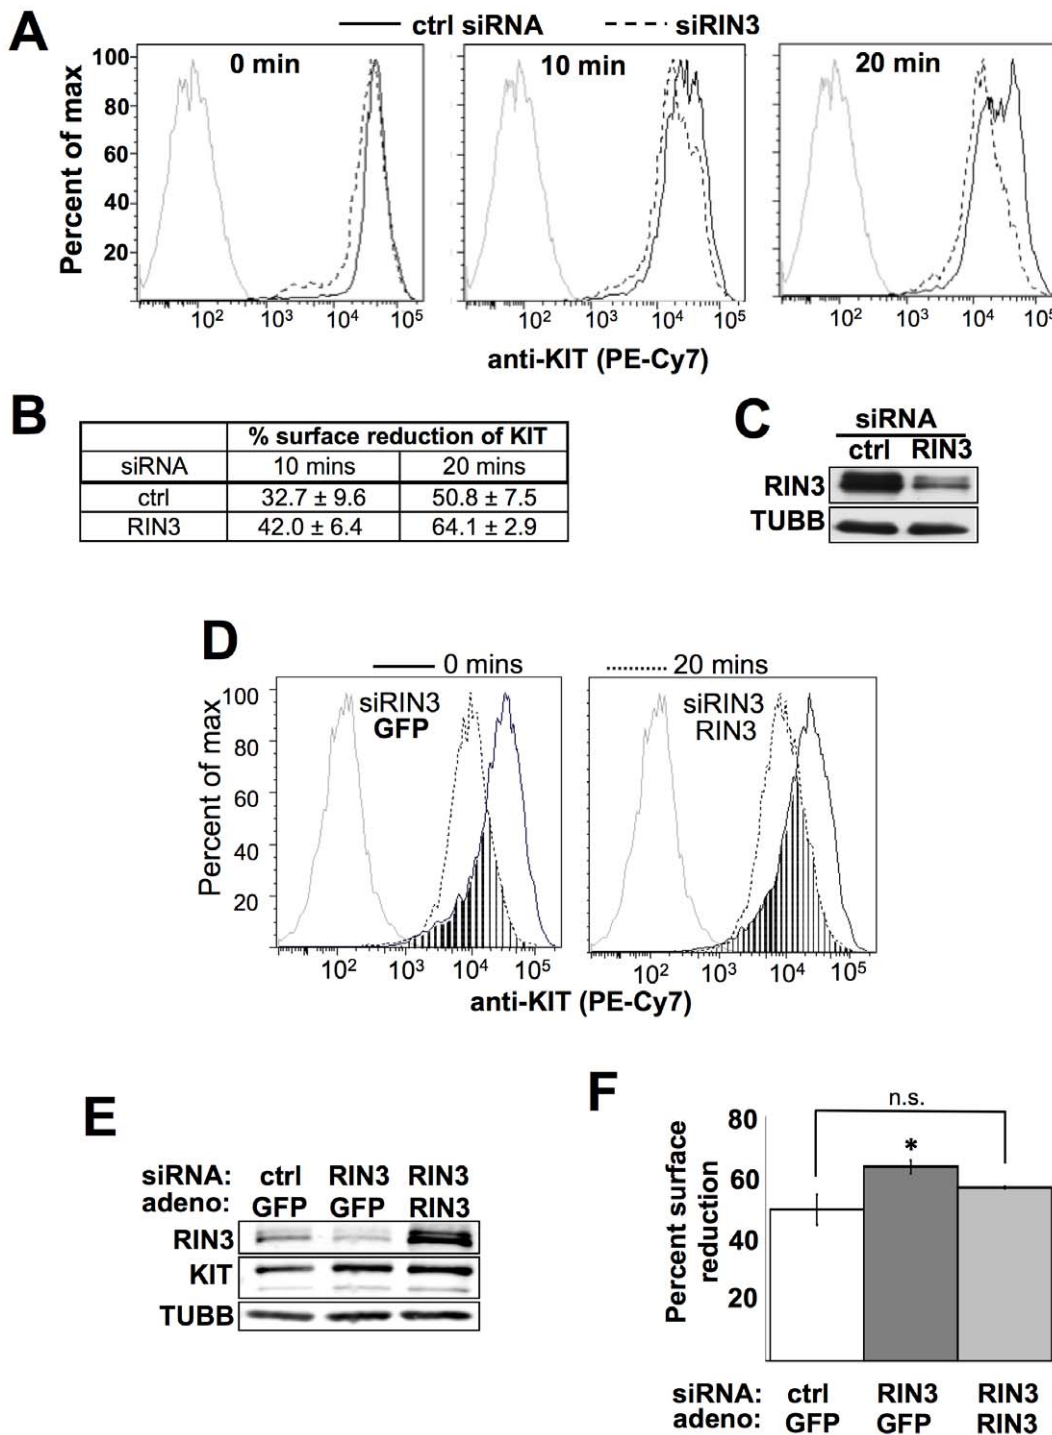 A
ctrl siRNA
siRIN3
0 min
10 min
20 min
Percent of max
100
80
60
40
20
10² 10³ 10⁴ 10⁵
10² 10³ 10⁴ 10⁵
10² 10³ 10⁴ 10⁵
anti-KIT (PE-Cy7)
B
% surface reduction of KIT
siRNA 10 mins 20 mins
ctrl 32.7 ± 9.6 50.8 ± 7.5
RIN3 42.0 ± 6.4 64.1 ± 2.9
C
siRNA
ctrl RIN3
RIN3
TUBB
D
0 mins
20 mins
siRIN3
GFP
siRIN3
RIN3
Percent of max
100
80
60
40
20
10² 10³ 10⁴ 10⁵
10² 10³ 10⁴ 10⁵
anti-KIT (PE-Cy7)
E
siRNA: ctrl RIN3 RIN3
adeno: GFP GFP RIN3
RIN3
KIT
TUBB
F
n.s.
*
Percent surface
reduction
80
60
40
20
siRNA: ctrl RIN3 RIN3
adeno: GFP GFP RIN3